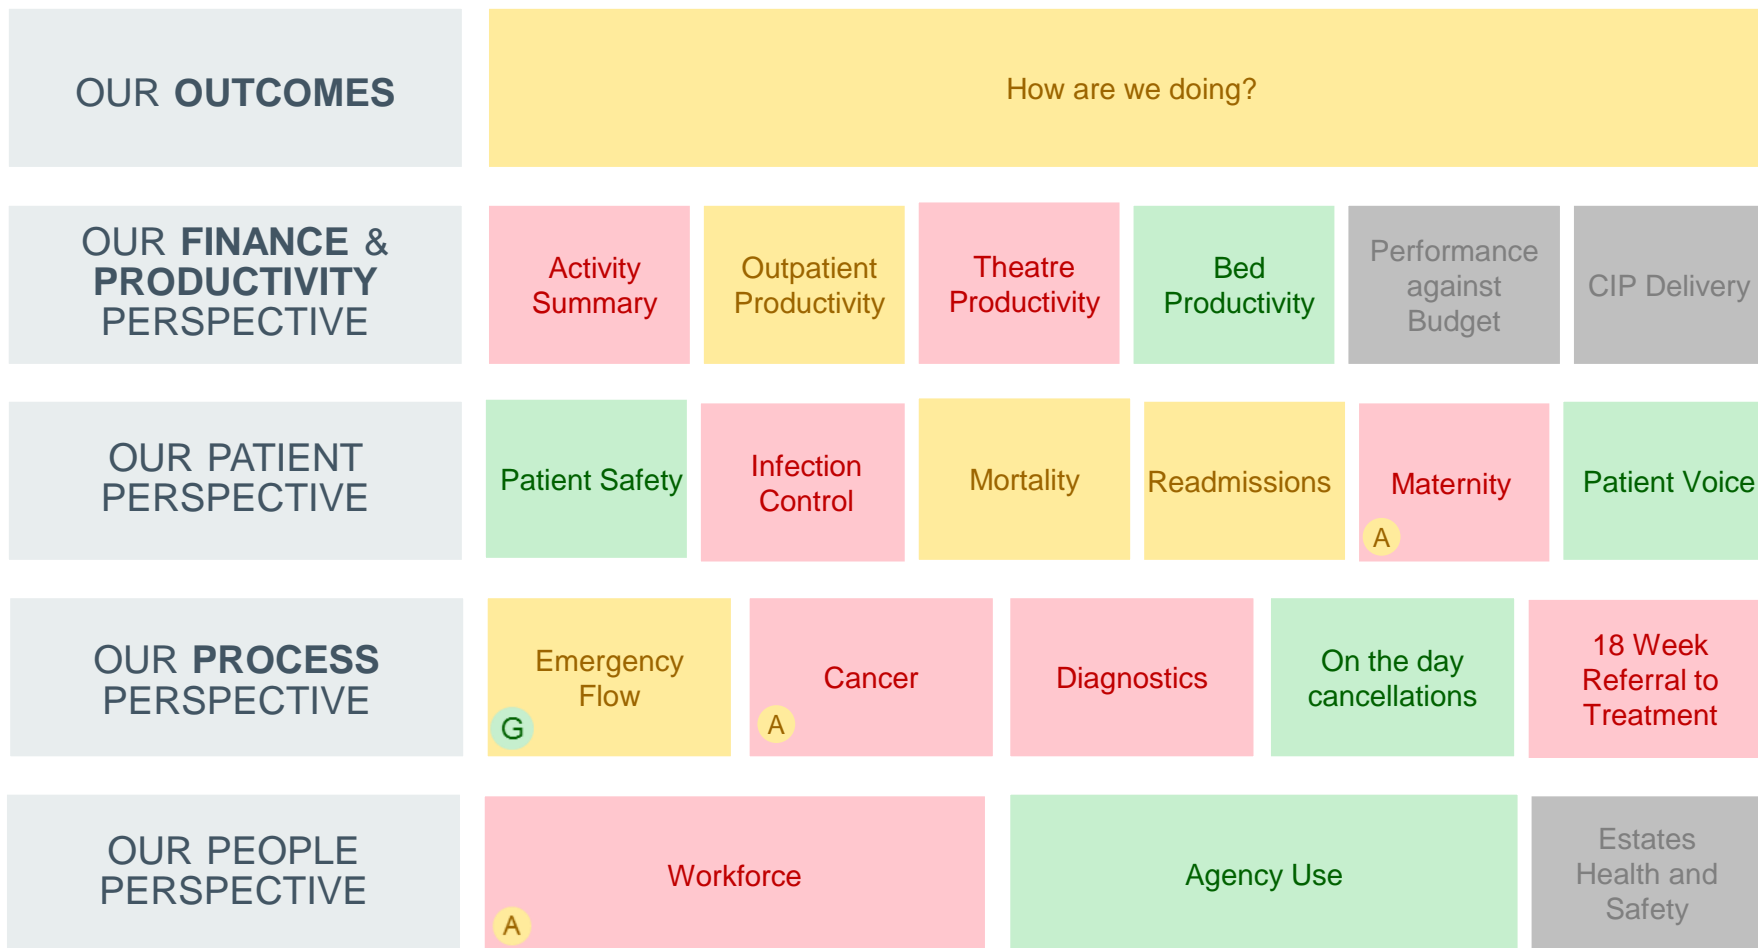 OUR OUTCOMES
How are we doing?
OUR FINANCE &
PRODUCTIVITY
PERSPECTIVE
Activity
Summary
Outpatient
Productivity
Theatre
Productivity
Bed
Productivity
Performance
against
Budget
CIP Delivery
OUR PATIENT
PERSPECTIVE
Patient Safety
Infection
Control
Mortality
Readmissions
Maternity
A
Patient Voice
OUR PROCESS
PERSPECTIVE
Emergency
Flow
G
Cancer
A
Diagnostics
On the day
cancellations
18 Week
Referral to
Treatment
OUR PEOPLE
PERSPECTIVE
Workforce
A
Agency Use
Estates
Health and
Safety